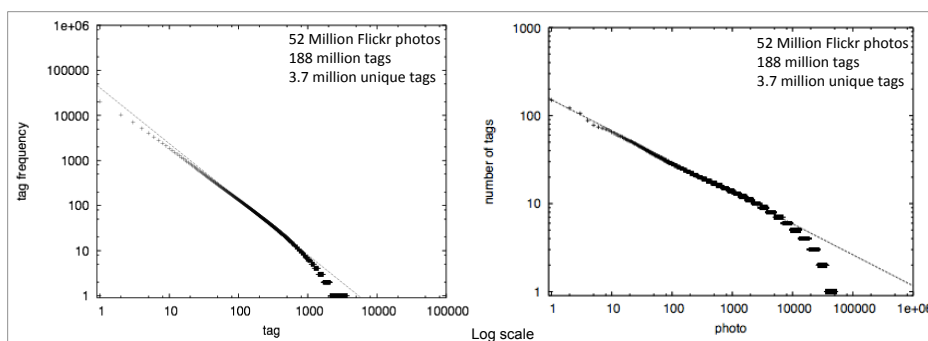 1e+06
100000
10000
1000
100
10
1
tag frequency
52 Million Flickr photos
188 million tags
3.7 million unique tags
1 10 100 1000 10000 100000
tag
Log scale
1000
100
10
1
number of tags
52 Million Flickr photos
188 million tags
3.7 million unique tags
1 10 100 1000 10000 100000 1e+06
photo